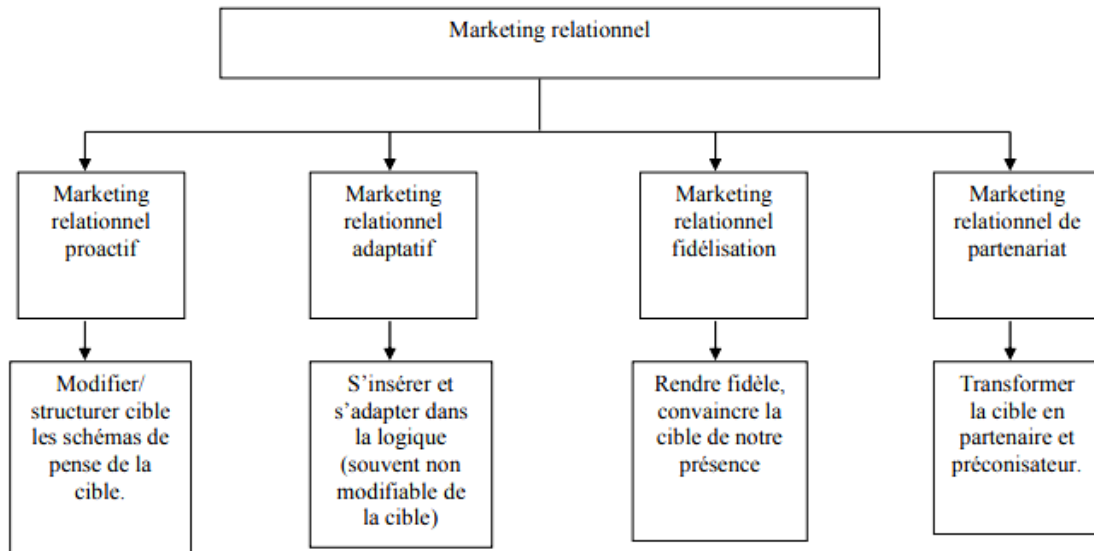 Marketing relationnel
Marketing
relationnel
proactif
Marketing
relationnel
adaptatif
Marketing
relationnel
fidélisation
Marketing
relationnel de
partenariat
Modifier/
structurer cible
les schémas de
pense de la
cible.
S’insérer et
s’adapter dans
la logique
(souvent non
modifiable de
la cible)
Rendre fidèle,
convaincre la
cible de notre
présence
Transformer
la cible en
partenaire et
préconisateur.